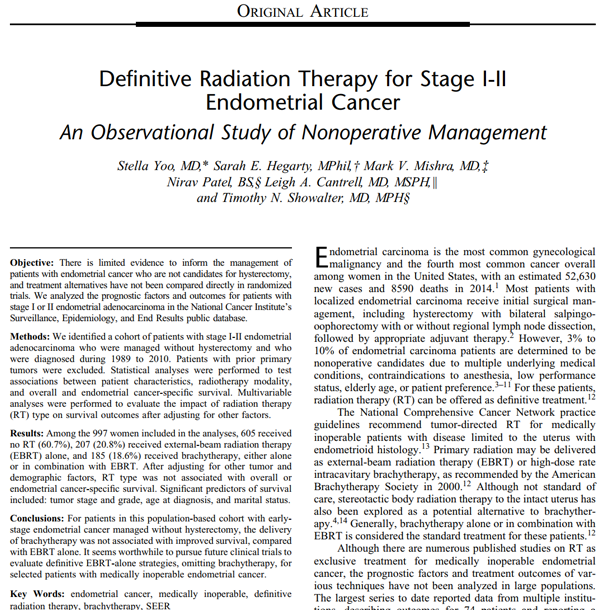 ORIGINAL ARTICLE
Definitive Radiation Therapy for Stage I-II
Endometrial Cancer
An Observational Study of Nonoperative Management
Stella Yoo, MD,* Sarah E. Hegarty, MPhil,† Mark V. Mishra, MD,‡
Nirav Patel, BS,§ Leigh A. Cantrell, MD, MSPH,∥
and Timothy N. Showalter, MD, MPH§
Objective: There is limited evidence to inform the management of
patients with endometrial cancer who are not candidates for hysterectomy,
and treatment alternatives have not been compared directly in randomized
trials. We analyzed the prognostic factors and outcomes for patients with
stage I or II endometrial adenocarcinoma in the National Cancer Institute's
Surveillance, Epidemiology, and End Results public database.
Methods: We identified a cohort of patients with stage I-II endometrial
adenocarcinoma who were managed without hysterectomy and who
were diagnosed during 1989 to 2010. Patients with prior primary
tumors were excluded. Statistical analyses were performed to test
associations between patient characteristics, radiotherapy modality,
and overall and endometrial cancer-specific survival. Multivariable
analyses were performed to evaluate the impact of radiation therapy
(RT) type on survival outcomes after adjusting for other factors.
Results: Among the 997 women included in the analyses, 605 received
no RT (60.7%), 207 (20.8%) received external-beam radiation therapy
(EBRT) alone, and 185 (18.6%) received brachytherapy, either alone
or in combination with EBRT. After adjusting for other tumor and
demographic factors, RT type was not associated with overall or
endometrial cancer-specific survival. Significant predictors of survival
included: tumor stage and grade, age at diagnosis, and marital status.
Conclusions: For patients in this population-based cohort with early-
stage endometrial cancer managed without hysterectomy, the delivery
of brachytherapy was not associated with improved survival, compared
with EBRT alone. It seems worthwhile to pursue future clinical trials to
evaluate definitive EBRT-alone strategies, omitting brachytherapy, for
selected patients with medically inoperable endometrial cancer.
Key Words: endometrial cancer, medically inoperable, definitive
radiation therapy, brachytherapy, SEER
Endometrial carcinoma is the most common gynecological
malignancy and the fourth most common cancer overall
among women in the United States, with an estimated 52,630
new cases and 8590 deaths in 2014.1 Most patients with
localized endometrial carcinoma receive initial surgical man-
agement, including hysterectomy with bilateral salpingo-
oophorectomy with or without regional lymph node dissection,
followed by appropriate adjuvant therapy.2 However, 3% to
10% of endometrial carcinoma patients are determined to be
nonoperative candidates due to multiple underlying medical
conditions, contraindications to anesthesia, low performance
status, elderly age, or patient preference.3–11 For these patients,
radiation therapy (RT) can be offered as definitive treatment.12
The National Comprehensive Cancer Network practice
guidelines recommend tumor-directed RT for medically
inoperable patients with disease limited to the uterus with
endometrioid histology.13 Primary radiation may be delivered
as external-beam radiation therapy (EBRT) or high-dose rate
intracavitary brachytherapy, as recommended by the American
Brachytherapy Society in 2000.12 Although not standard of
care, stereotactic body radiation therapy to the intact uterus has
also been explored as a potential alternative to brachyther-
apy.4,14 Generally, brachytherapy alone or in combination with
EBRT is considered the standard treatment for these patients.12
Although there are numerous published studies on RT as
exclusive treatment for medically inoperable endometrial
cancer, the prognostic factors and treatment outcomes of var-
ious techniques have not been analyzed in large populations.
The largest series to date reported data from multiple institu-